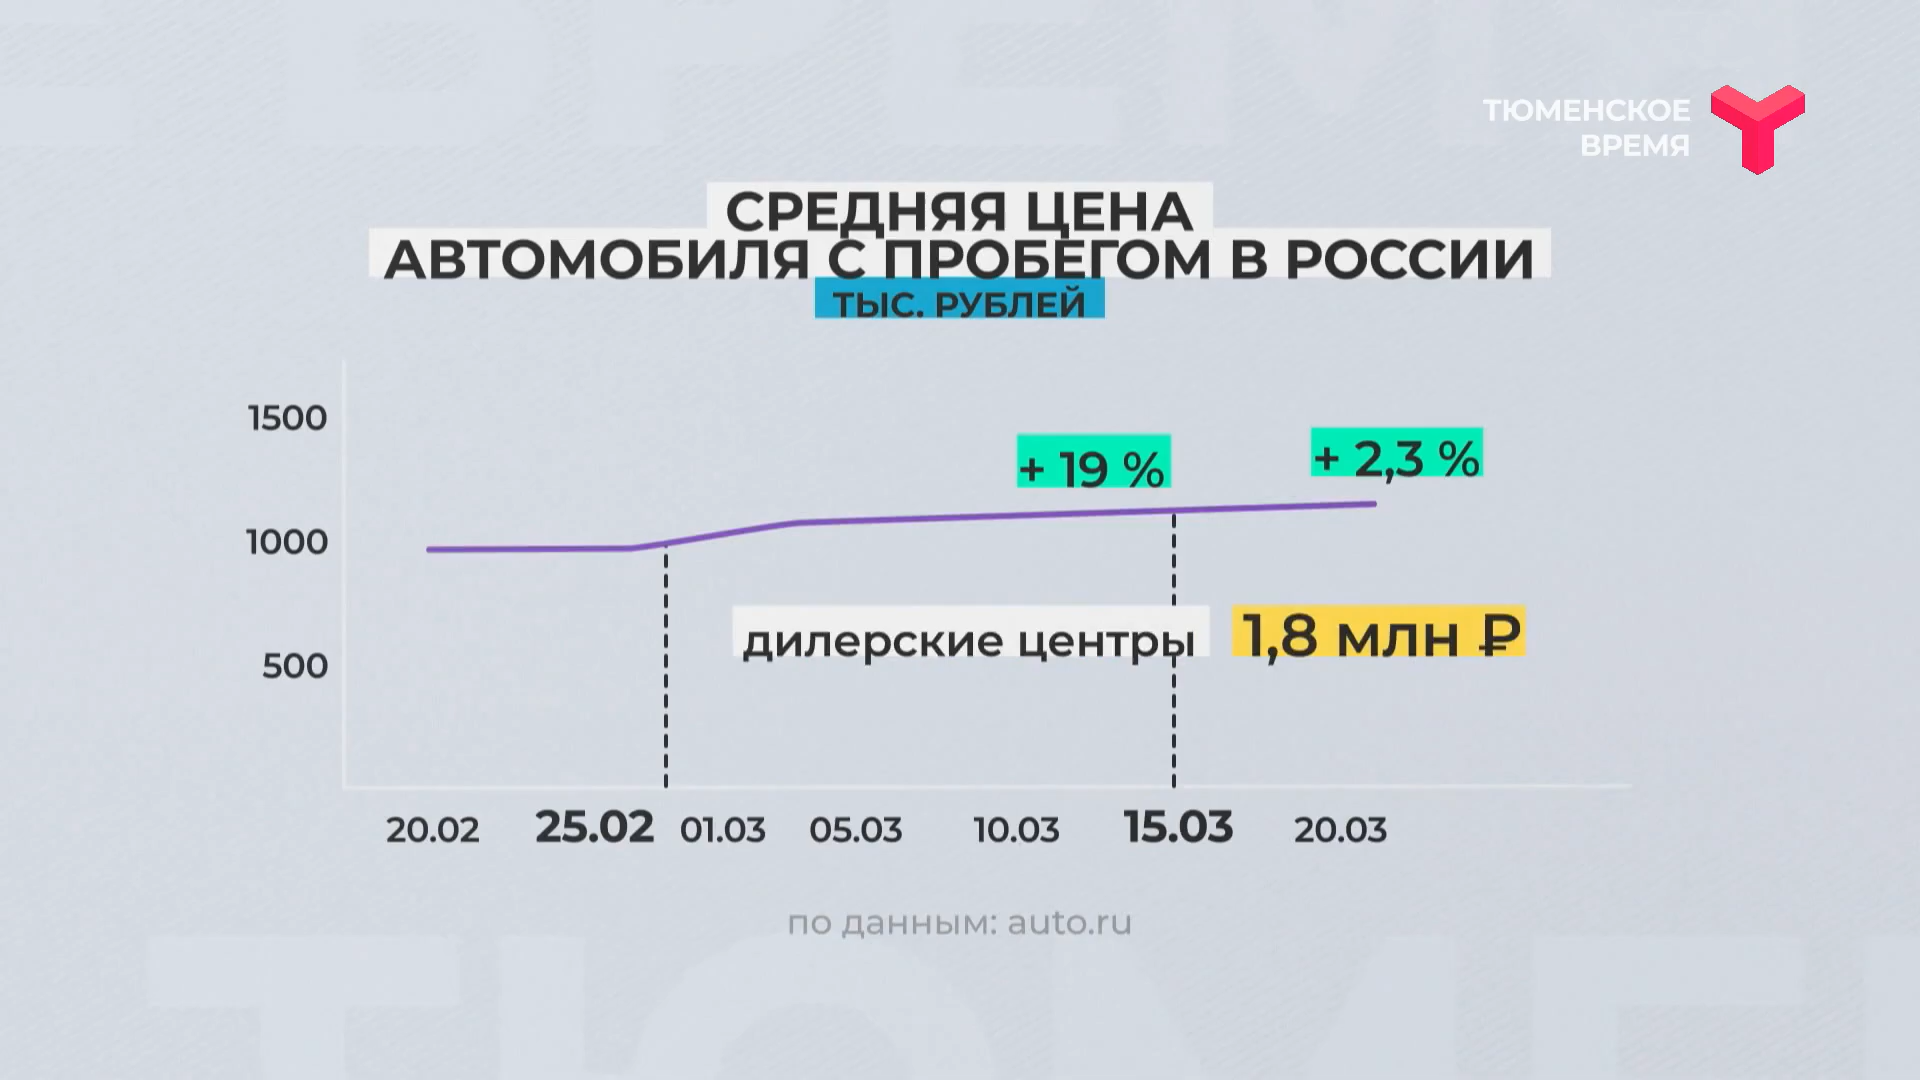 ТЮМЕНСКОЕ
ВРЕМЯ
СРЕДНЯЯ ЦЕНА
АВТОМОБИЛЯ С ПРОБЕГОМ В РОССИИ
ТЫС. РУБЛЕЙ
1500
+ 19 %
+ 2,3 %
1000
дилерские центры 1,8 млн ₽
500
20.02 25.02 01.03 05.03 10.03 15.03 20.03
по данным: auto.ru